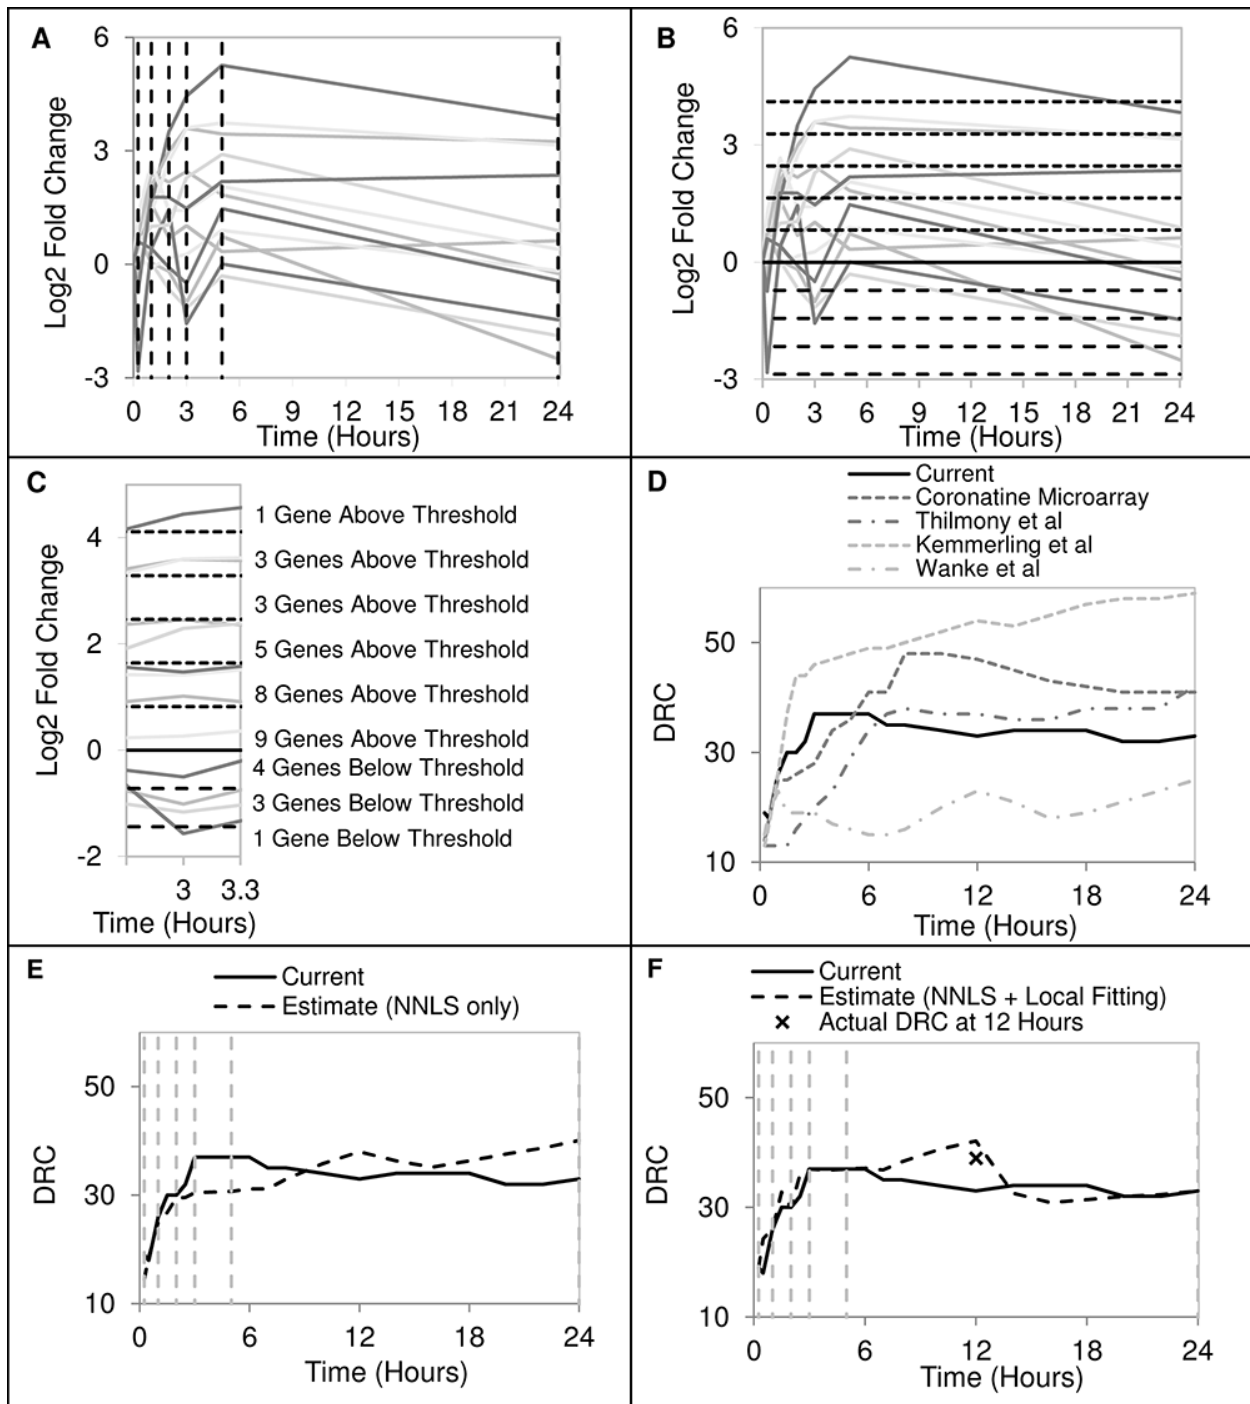 A
6
3
0
-3
Log2 Fold Change
0 3 6 9 12 15 18 21 24
Time (Hours)
B
6
3
0
-3
Log2 Fold Change
0 3 6 9 12 15 18 21 24
Time (Hours)
C
4
2
0
-2
Log2 Fold Change
1 Gene Above Threshold
3 Genes Above Threshold
3 Genes Above Threshold
5 Genes Above Threshold
8 Genes Above Threshold
9 Genes Above Threshold
4 Genes Below Threshold
3 Genes Below Threshold
1 Gene Below Threshold
3 3.3
Time (Hours)
D
Current
Coronatine Microarray
Thilmony et al
Kemmerling et al
Wanke et al
50
30
10
DRC
0 6 12 18 24
Time (Hours)
E
Current
Estimate (NNLS only)
50
30
10
DRC
0 6 12 18 24
Time (Hours)
F
Current
Estimate (NNLS + Local Fitting)
Actual DRC at 12 Hours
50
30
10
DRC
0 6 12 18 24
Time (Hours)